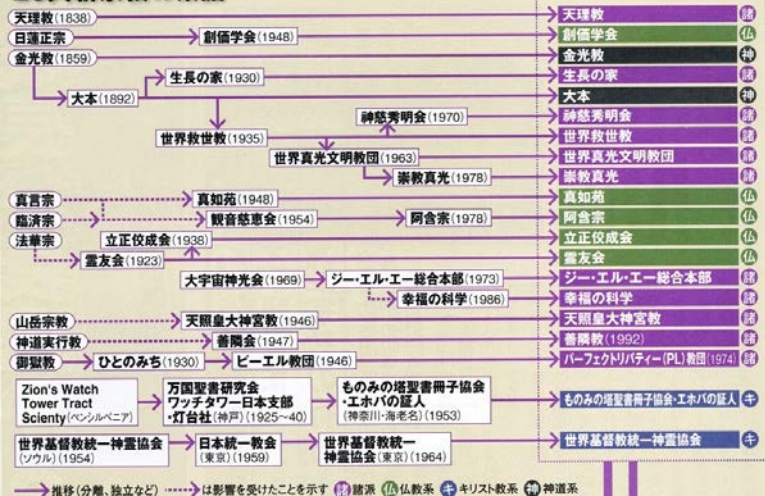 天理教(1838) 天理教 諸
日蓮正宗 創価学会(1948) 創価学会 仏
金光教(1859) 金光教 神
生長の家(1930) 生長の家 諸
大本(1892) 大本 神
神慈秀明会(1970) 神慈秀明会 諸
世界救世教(1935) 世界救世教 諸
世界真光文明教団(1963) 世界真光文明教団 諸
崇教真光(1978) 崇教真光 諸
真言宗 真如苑(1948) 真如苑 仏
臨済宗 観音慈恵会(1954) 阿含宗(1978) 阿含宗 仏
法華宗 立正佼成会(1938) 立正佼成会 仏
霊友会(1923) 霊友会 仏
大宇宙神光会(1969) ジー・エル・エー総合本部(1973) ジー・エル・エー総合本部 諸
幸福の科学(1986) 幸福の科学 諸
山岳宗教 天照皇大神宮教(1946) 天照皇大神宮教 諸
神道実行教 善隣会(1947) 善隣教(1992) 諸
御嶽教 ひとのみち(1930) ピーエル教団(1946) パーフェクトリバティー(PL)教団(1974) 諸
Zion's Watch
Tower Tract
Scienty(ペンシルベニア)
万国聖書研究会
ワッチタワー日本支部
・灯台社(神戸)(1925〜40)
ものみの塔聖書冊子協会
・エホバの証人
(神奈川・海老名)(1953)
ものみの塔聖書冊子協会・エホバの証人 キ
世界基督教統一神霊協会
(ソウル)(1954)
日本統一教会
(東京)(1959)
世界基督教統一
神霊協会(東京)(1964)
世界基督教統一神霊協会 キ
推移(分離、独立など) は影響を受けたことを示す 諸 諸派 仏 仏教系 キ キリスト教系 神 神道系